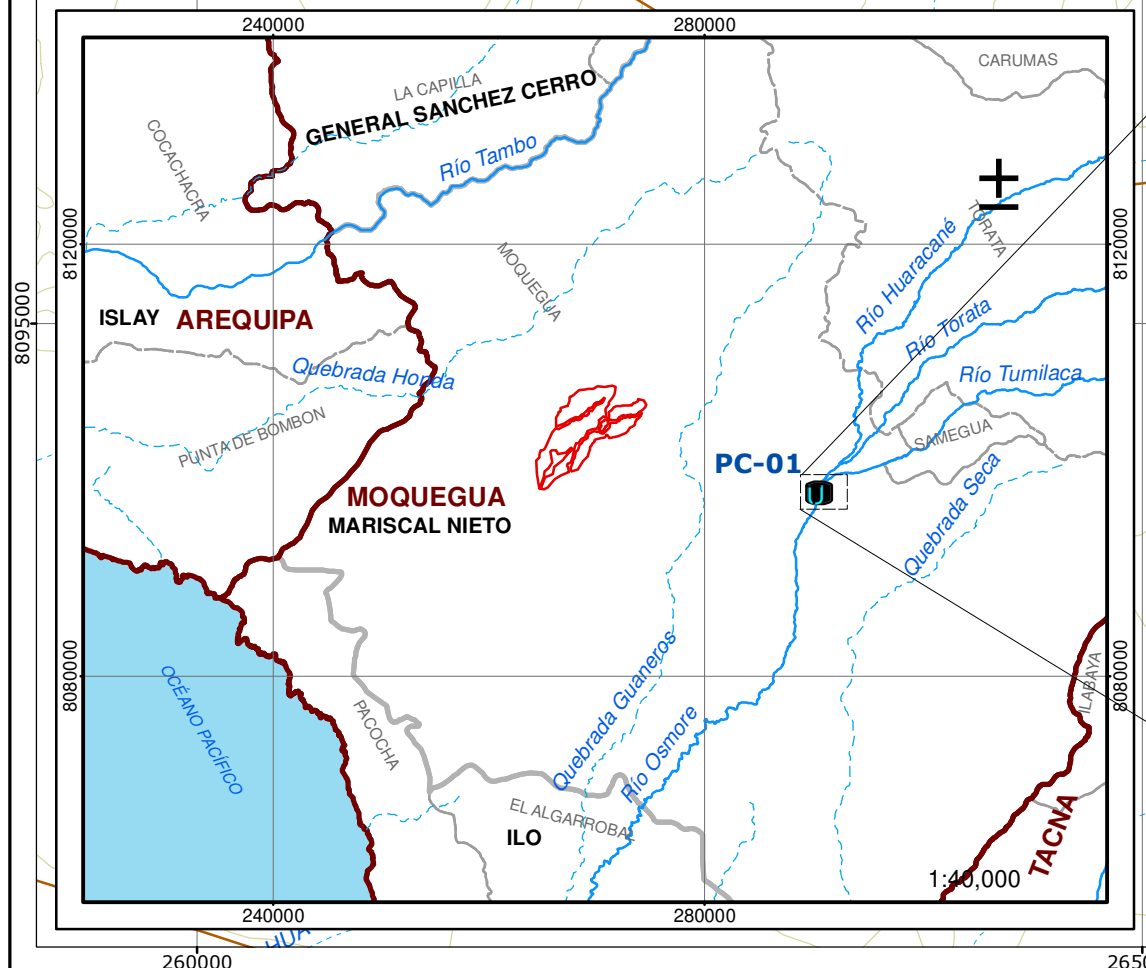 240000
280000
CARUMAS
LA CAPILLA
GENERAL SANCHEZ CERRO
COCACHACRA
Río Tambo
TORATA
8120000
8120000
MOQUEGUA
Río Huaracané
8095000
ISLAY
AREQUIPA
Río Torata
Quebrada Honda
Río Tumilaca
PUNTA DE BOMBON
SAMEGUA
PC-01
U
MOQUEGUA
MARISCAL NIETO
Quebrada Seca
8080000
8080000
ILABAYA
OCÉANO PACÍFICO
PACOCHA
Quebrada Guaneros
Río Osmore
EL ALGARROBAL
ILO
TACNA
1:40,000
240000
280000
HUA
260000
2650